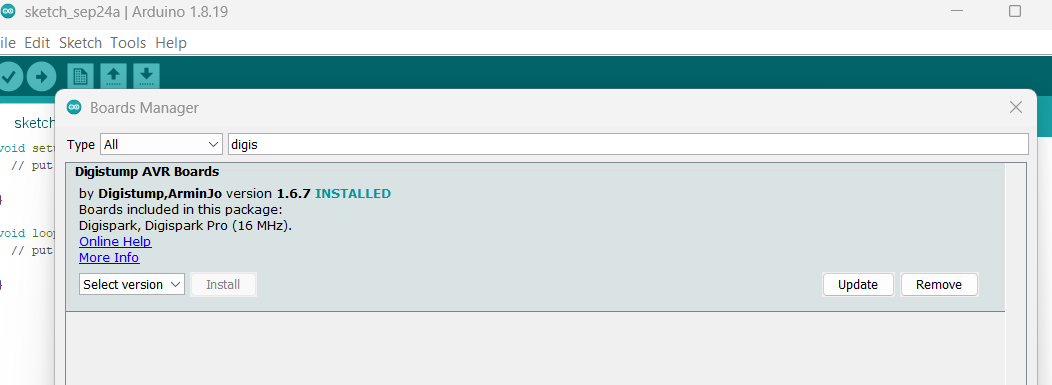 sketch_sep24a | Arduino 1.8.19
ile Edit Sketch Tools Help
Boards Manager
sketch
Type All digis
void set
// put
}
void loop
// put
}
Digistump AVR Boards
by Digistump,ArminJo version 1.6.7 INSTALLED
Boards included in this package:
Digispark, Digispark Pro (16 MHz).
Online Help
More Info
Select version Install Update Remove